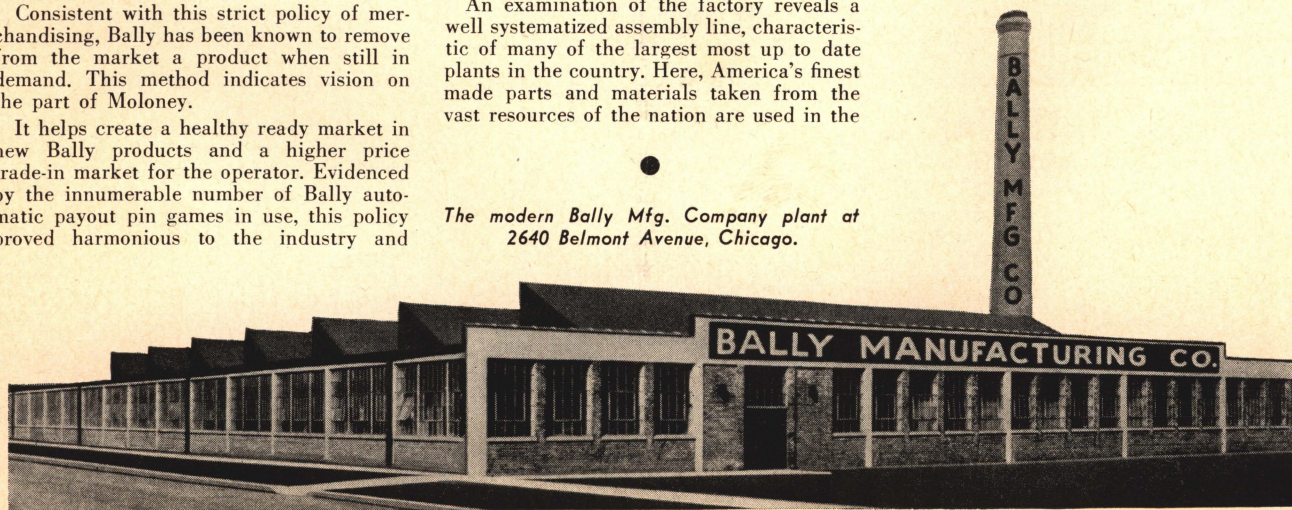 Consistent with this strict policy of mer-
chandising, Bally has been known to remove
from the market a product when still in
demand. This method indicates vision on
the part of Moloney.
It helps create a healthy ready market in
new Bally products and a higher price
trade-in market for the operator. Evidenced
by the innumerable number of Bally auto-
matic payout pin games in use, this policy
proved harmonious to the industry and
An examination of the factory reveals a
well systematized assembly line, characteris-
tic of many of the largest most up to date
plants in the country. Here, America's finest
made parts and materials taken from the
vast resources of the nation are used in the
The modern Bally Mfg. Company plant at
2640 Belmont Avenue, Chicago.
BALLY MFG CO
BALLY MANUFACTURING CO.